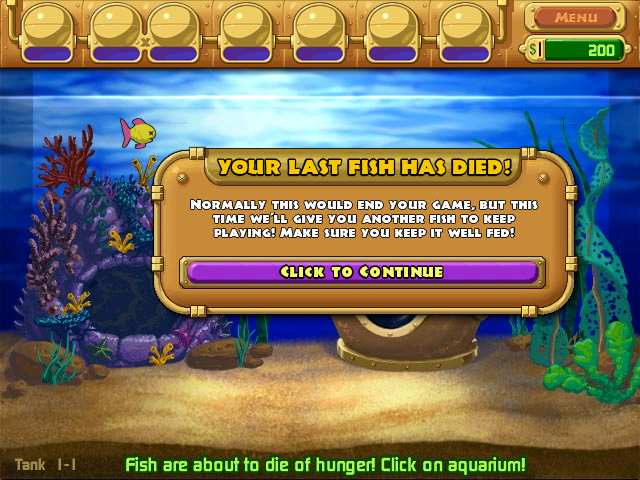 Menu
$ 200
x
Your last fish has died!
Normally this would end your game, but this
time we'll give you another fish to keep
playing! Make sure you keep it well fed!
Click to Continue
Tank 1-1
Fish are about to die of hunger! Click on aquarium!